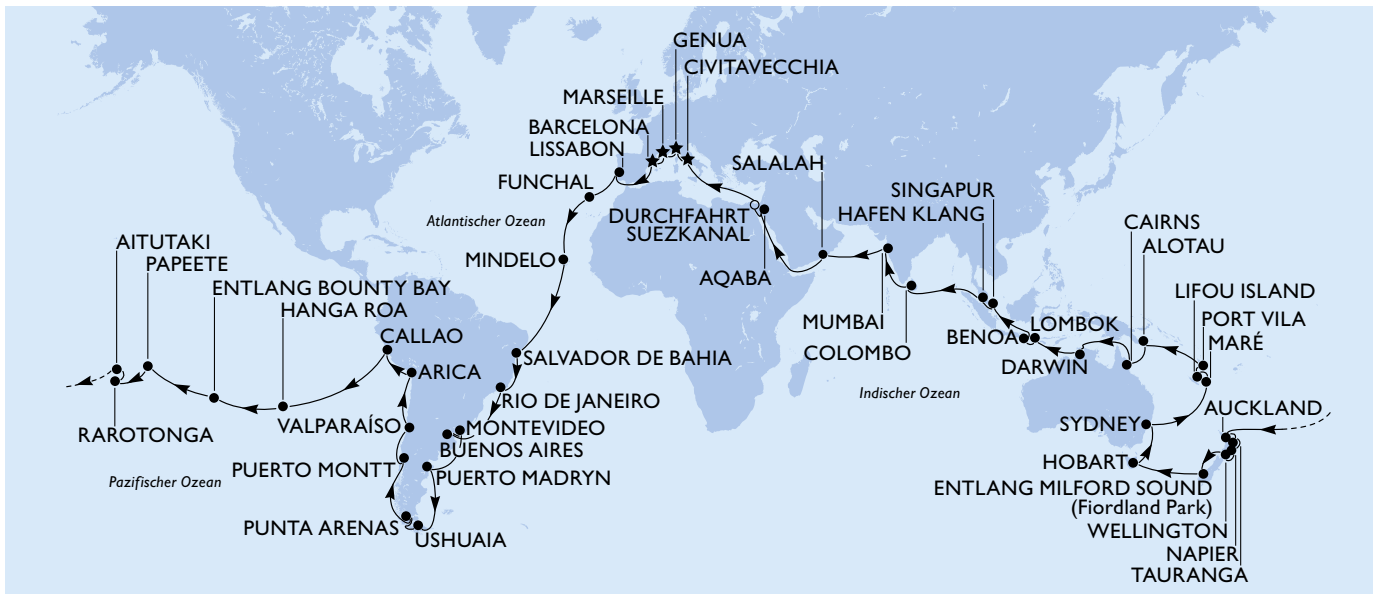 GENUA
CIVITAVECCHIA
MARSEILLE
BARCELONA
LISSABON
SALALAH
FUNCHAL
SINGAPUR
HAFEN KLANG
DURCHFAHRT
SUEZKANAL
Atlantischer Ozean
CAIRNS
ALOTAU
AITUTAKI
PAPEETE
MINDELO
AQABA
ENTLANG BOUNTY BAY
HANGA ROA
LIFOU ISLAND
PORT VILA
MARÉ
MUMBAI
COLOMBO
BENOA
LOMBOK
CALLAO
SALVADOR DE BAHIA
DARWIN
ARICA
Indischer Ozean
RIO DE JANEIRO
AUCKLAND
RARATONGA
VALPARAÍSO
MONTEVIDEO
SYDNEY
BUENOS AIRES
PUERTO MONTT
HOBART
Pazifischer Ozean
PUERTO MADRYN
ENTLANG MILFORD SOUND
(Fiordland Park)
PUNTA ARENAS
USHUAIA
WELLINGTON
NAPIER
TAURANGA